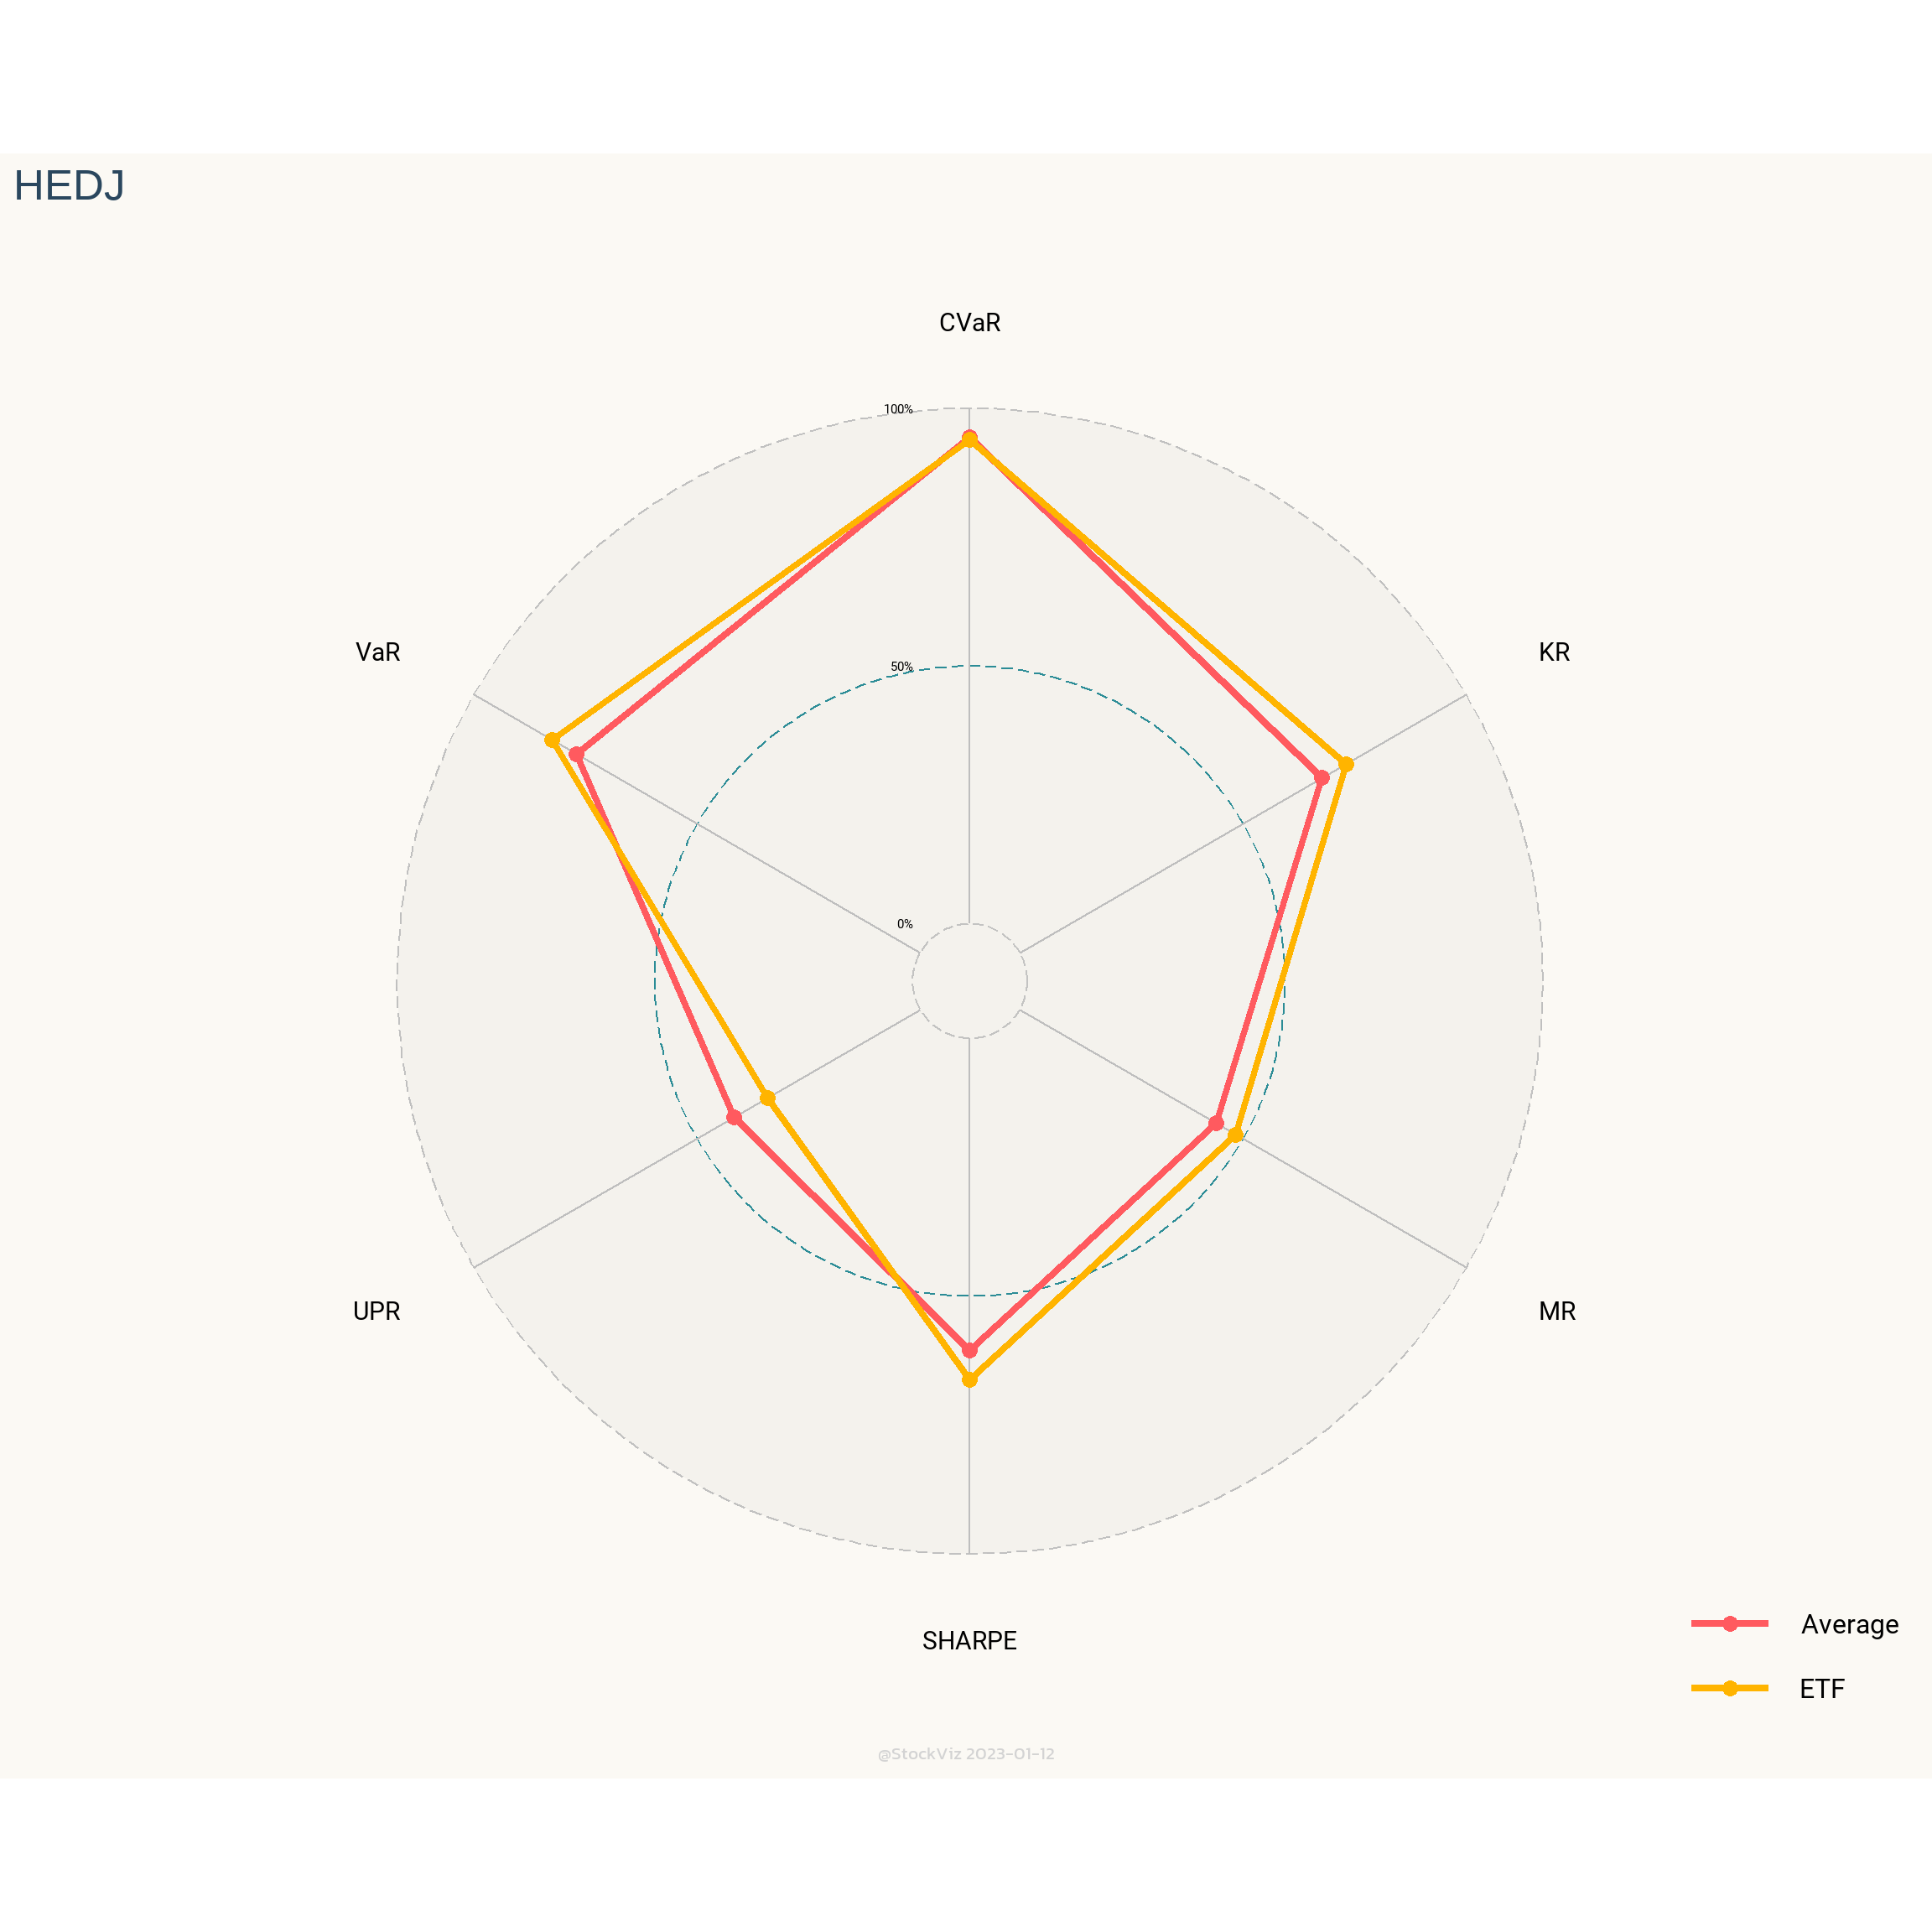 HEDJ
CVaR
100%
VaR
KR
50%
0%
UPR
MR
SHARPE
Average
ETF
@StockViz 2023-01-12